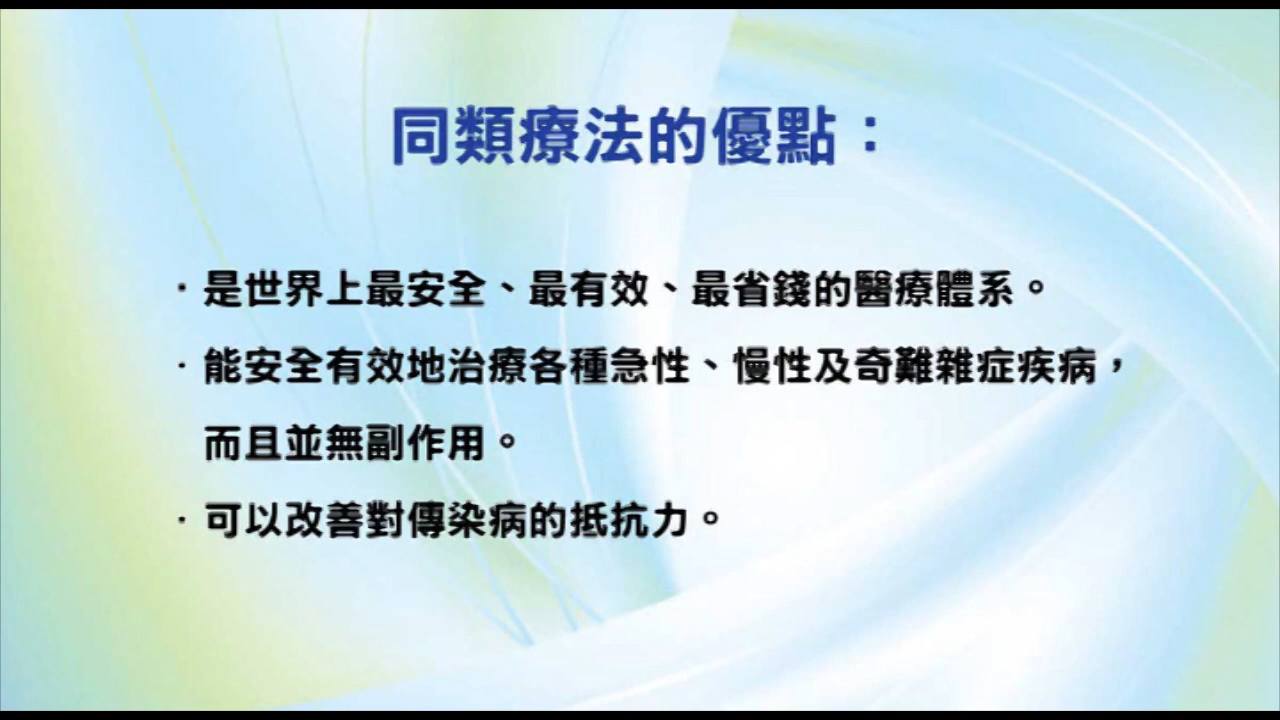 同類療法的優點：
· 是世界上最安全、最有效、最省錢的醫療體系。
· 能安全有效地治療各種急性、慢性及奇難雜症疾病，
而且並無副作用。
· 可以改善對傳染病的抵抗力。